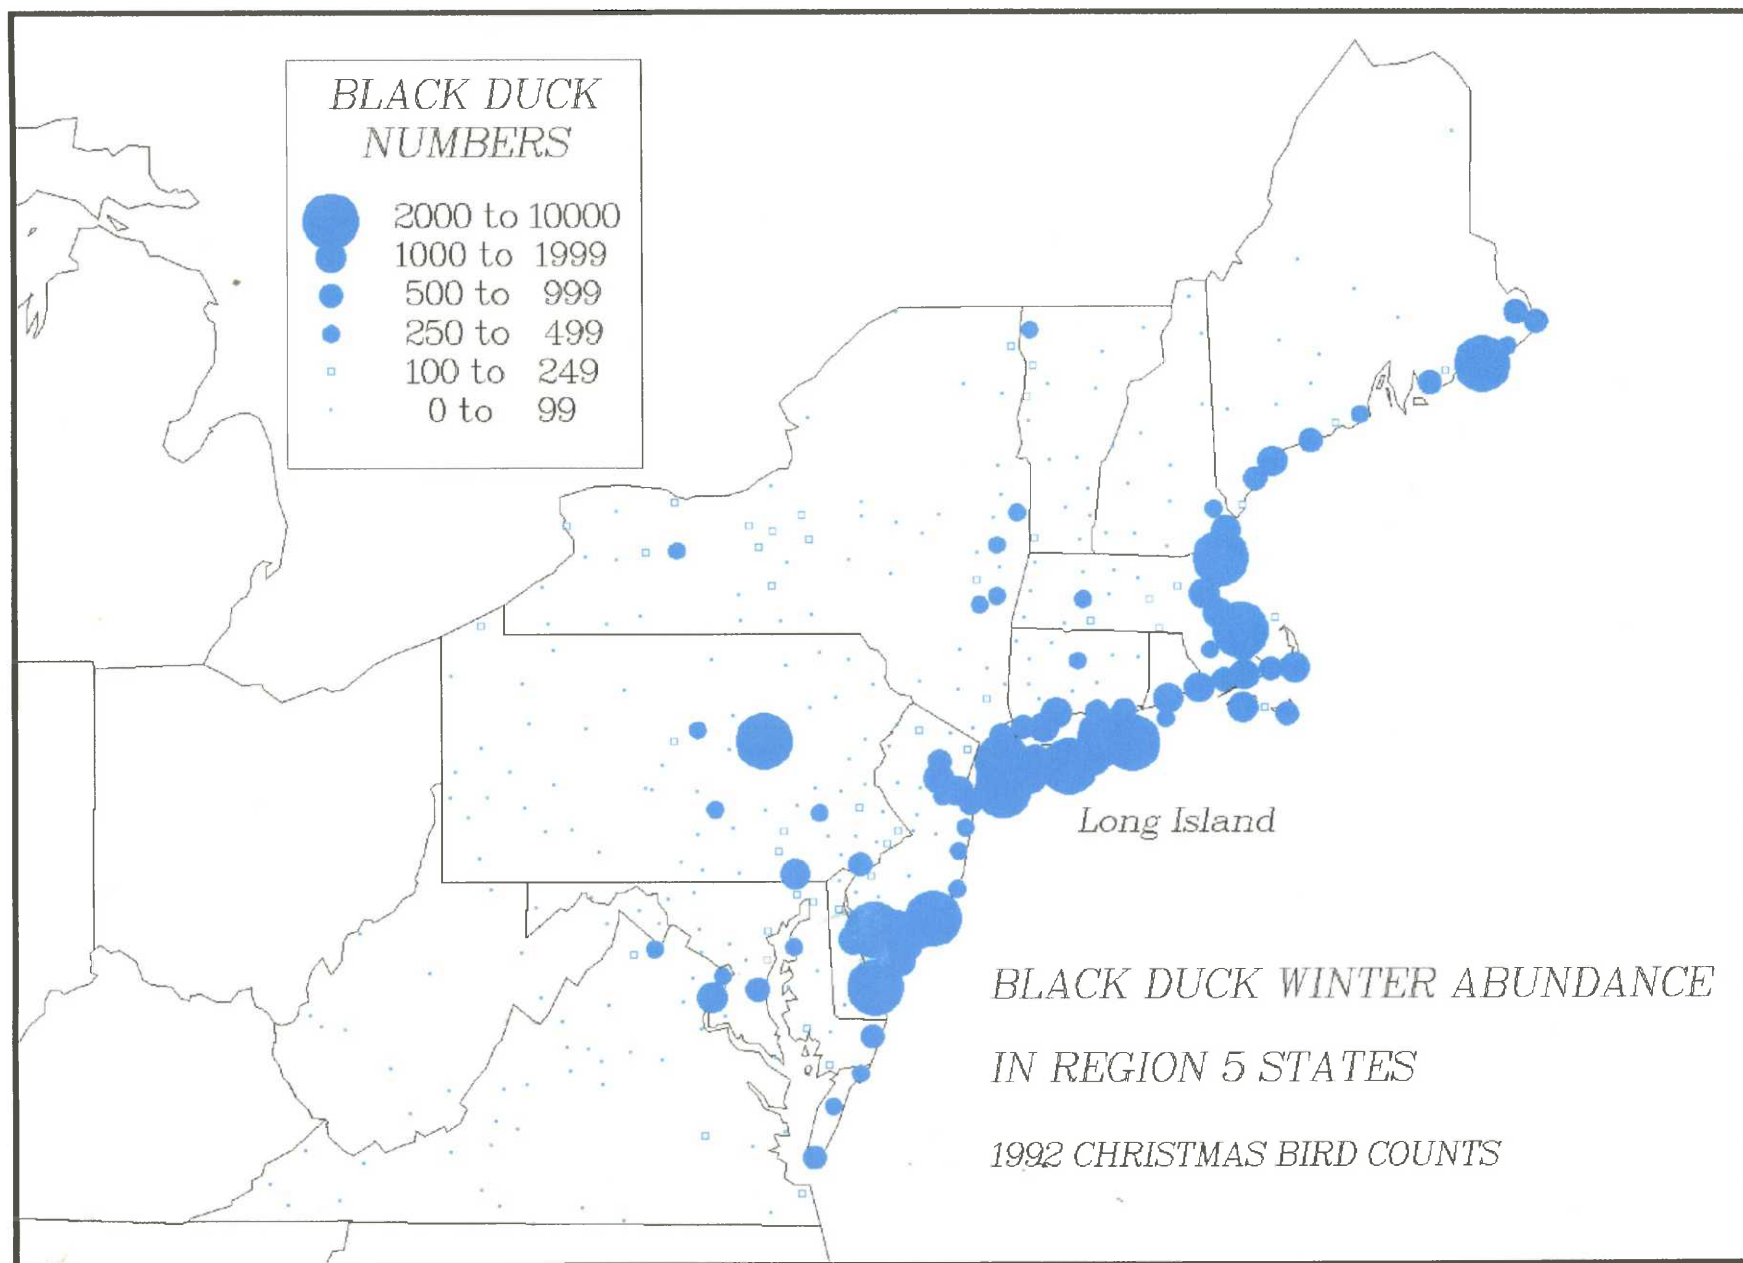 BLACK DUCK
NUMBERS
2000 to 10000
1000 to 1999
500 to 999
250 to 499
100 to 249
0 to 99
Long Island
BLACK DUCK WINTER ABUNDANCE
IN REGION 5 STATES
1992 CHRISTMAS BIRD COUNTS